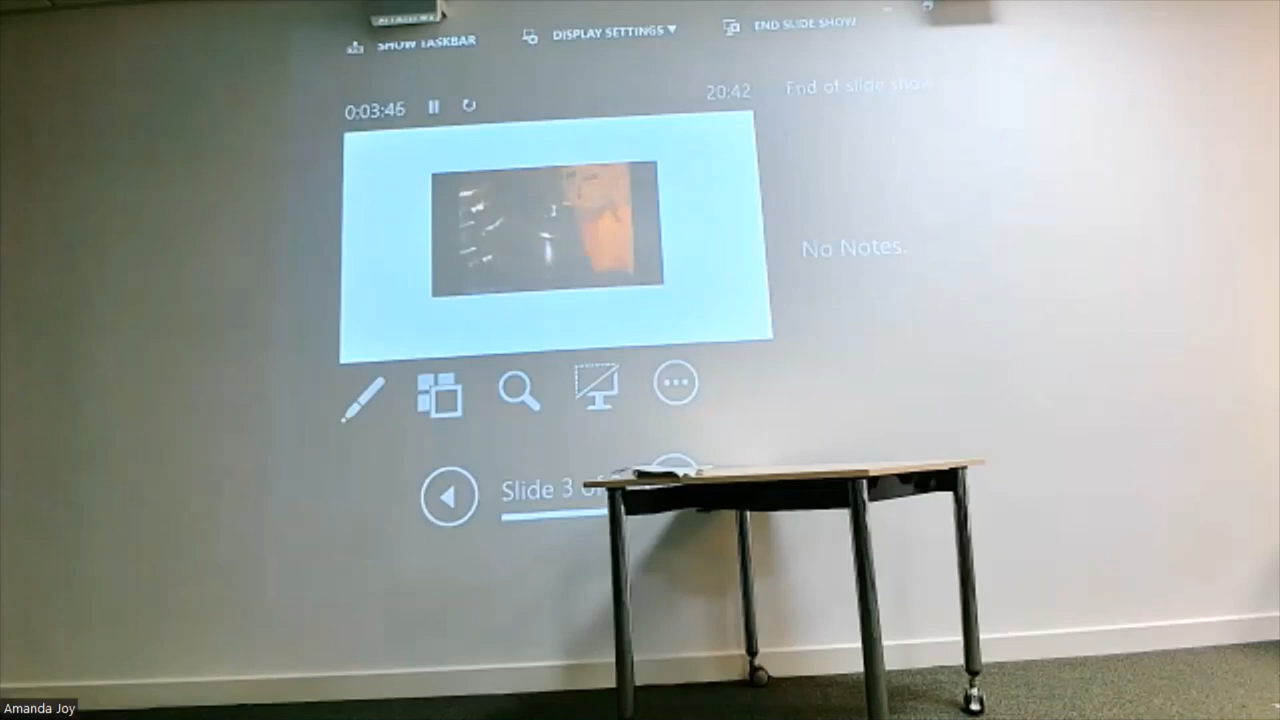 SHOW TASKBAR
DISPLAY SETTINGS
END SLIDE SHOW
0:03:46
20:42
End of slide show
No Notes.
Slide 3 of
Amanda Joy